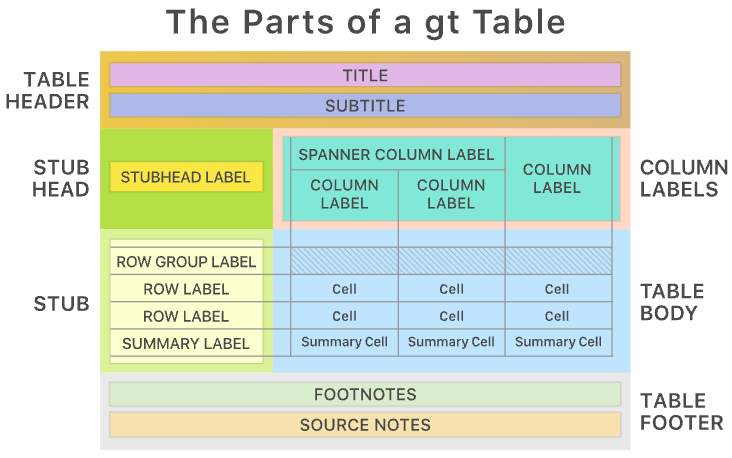 The Parts of a gt Table
TABLE
HEADER
TITLE
SUBTITLE
STUB
HEAD
STUBHEAD LABEL
SPANNER COLUMN LABEL
COLUMN
LABEL
COLUMN
LABEL
COLUMN
LABEL
COLUMN
LABELS
STUB
ROW GROUP LABEL
ROW LABEL Cell Cell Cell
ROW LABEL Cell Cell Cell
SUMMARY LABEL Summary Cell Summary Cell Summary Cell
TABLE
BODY
FOOTNOTES
SOURCE NOTES
TABLE
FOOTER